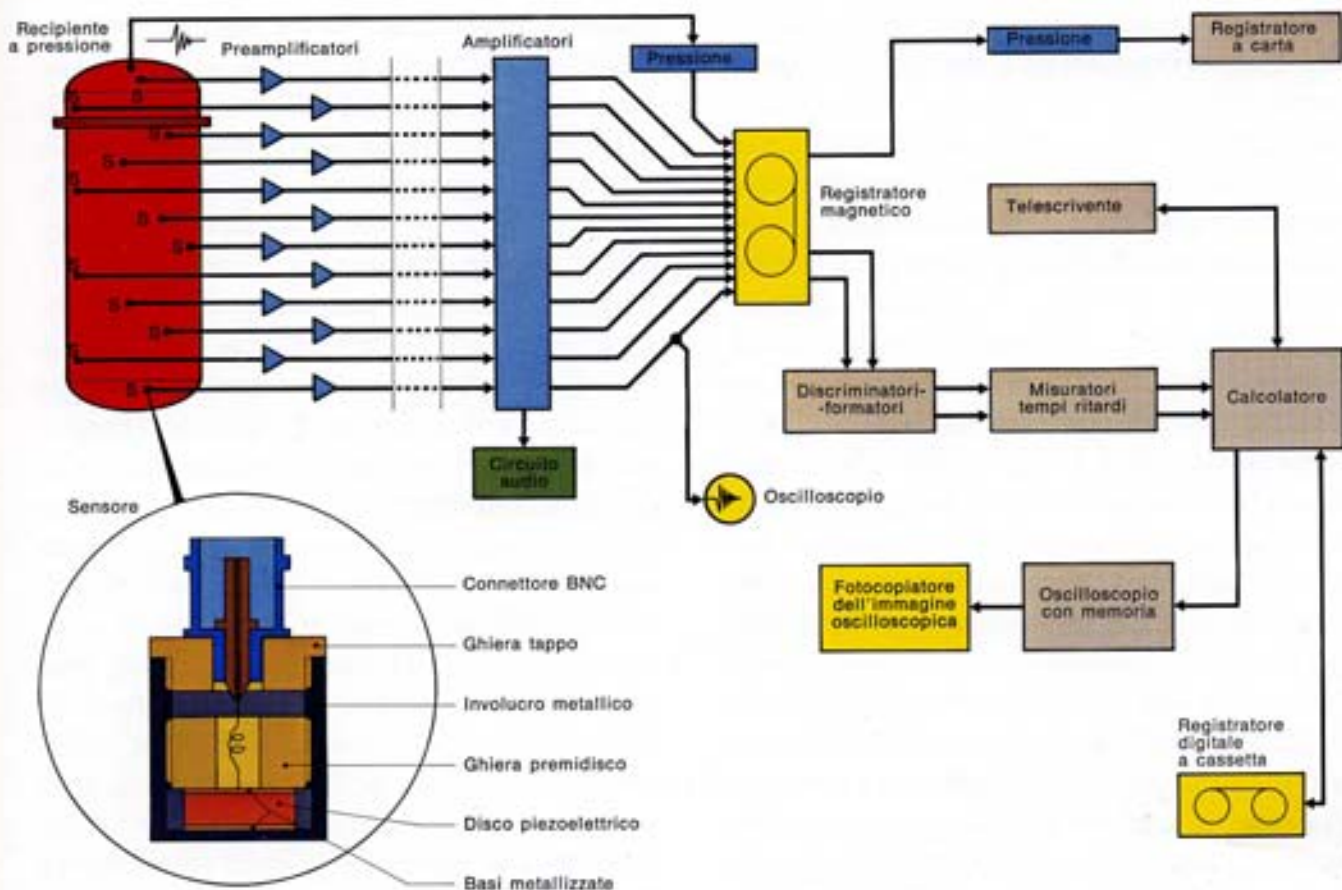 Recipiente
a pressione
Preamplificatori
Amplificatori
Pressione
Pressione
Registratore
a carta
S
S
S
S
S
S
S
S
S
S
S
S
Registratore
magnetico
Telescrivente
Discriminatori-
-formatori
Misuratori
tempi ritardi
Calcolatore
Circuito
audio
Oscilloscopio
Sensore
Fotocopiatore
dell'immagine
oscilloscopica
Oscilloscopio
con memoria
Connettore BNC
Ghiera tappo
Involucro metallico
Ghiera premidisco
Disco piezoelettrico
Basi metallizzate
Registratore
digitale
a cassetta